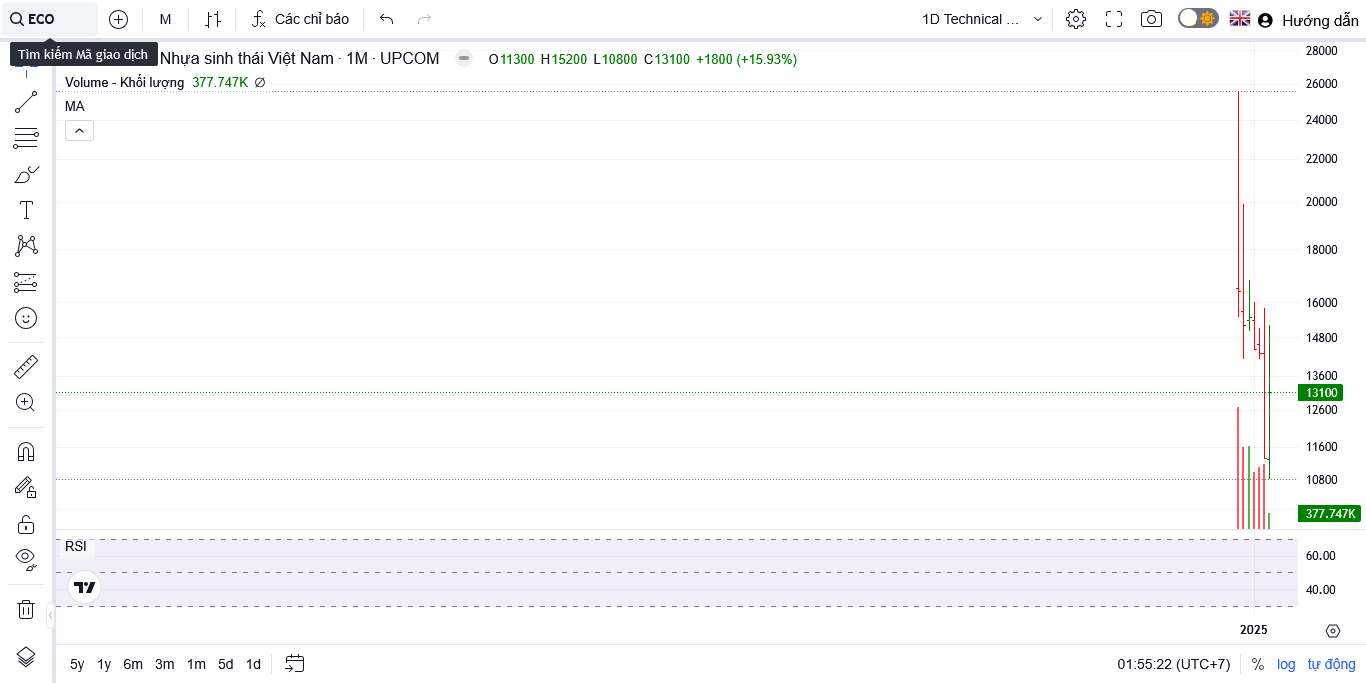 ECO
M
Các chỉ báo
1D Technical ...
Hướng dẫn
Tìm kiếm Mã giao dịch
Nhựa sinh thái Việt Nam · 1M · UPCOM
O11300 H15200 L10800 C13100 +1800 (+15.93%)
Volume - Khối lượng 377.747K ∅
MA
28000
26000
24000
22000
20000
18000
16000
14800
13600
13100
12600
11600
10800
377.747K
RSI
60.00
40.00
2025
5y 1y 6m 3m 1m 5d 1d
01:55:22 (UTC+7)
% log tự động